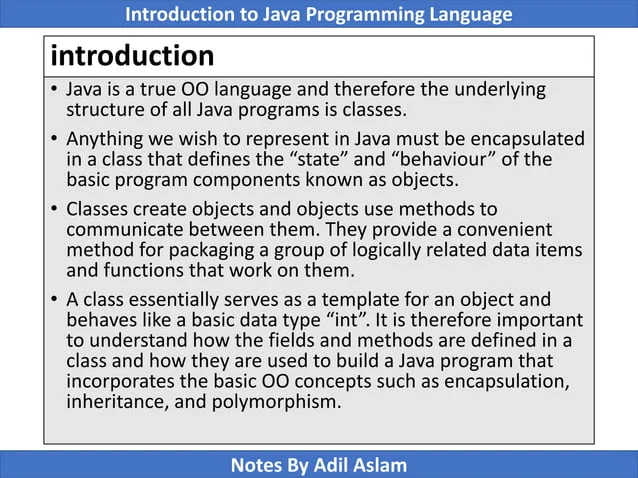 Introduction to Java Programming Language
introduction
• Java is a true OO language and therefore the underlying
structure of all Java programs is classes.
• Anything we wish to represent in Java must be encapsulated
in a class that defines the “state” and “behaviour” of the
basic program components known as objects.
• Classes create objects and objects use methods to
communicate between them. They provide a convenient
method for packaging a group of logically related data items
and functions that work on them.
• A class essentially serves as a template for an object and
behaves like a basic data type “int”. It is therefore important
to understand how the fields and methods are defined in a
class and how they are used to build a Java program that
incorporates the basic OO concepts such as encapsulation,
inheritance, and polymorphism.
Notes By Adil Aslam